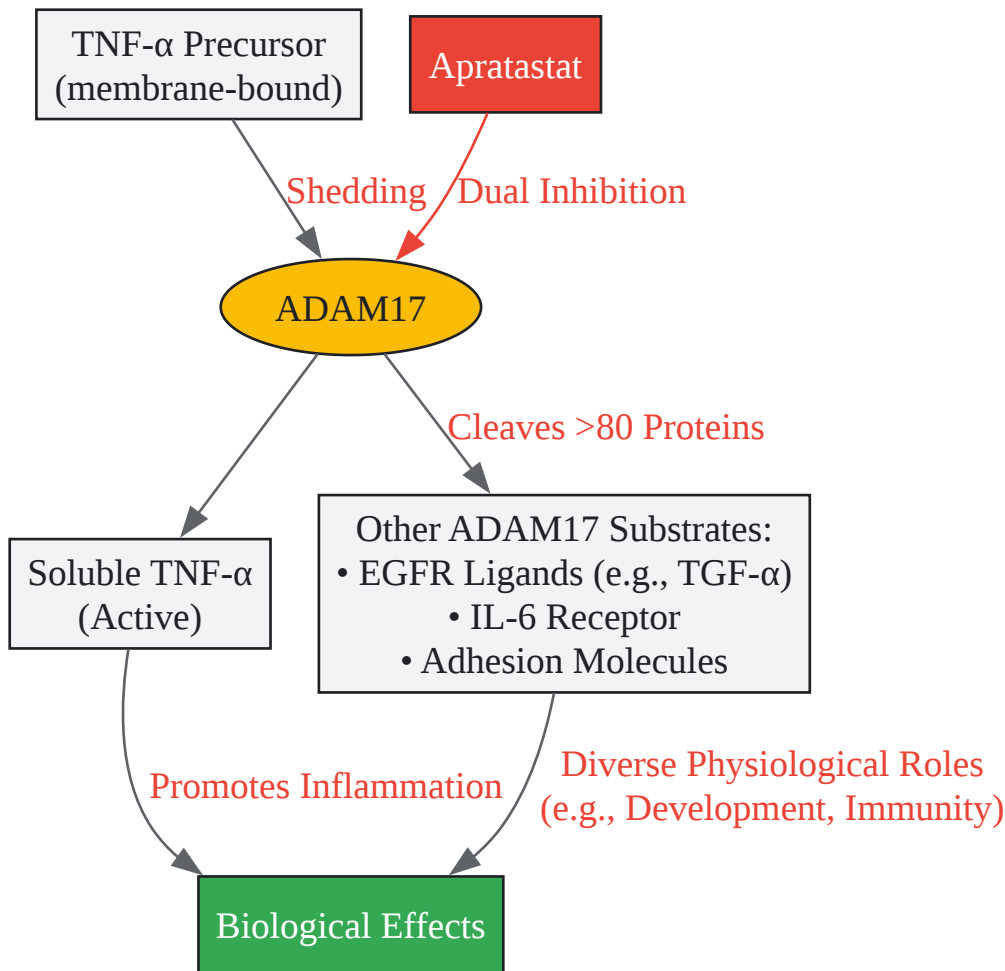 TNF-α Precursor
(membrane-bound)
Apratastat
Shedding
Dual Inhibition
ADAM17
Cleaves >80 Proteins
Other ADAM17 Substrates:
• EGFR Ligands (e.g., TGF-α)
• IL-6 Receptor
• Adhesion Molecules
Soluble TNF-α
(Active)
Promotes Inflammation
Diverse Physiological Roles
(e.g., Development, Immunity)
Biological Effects